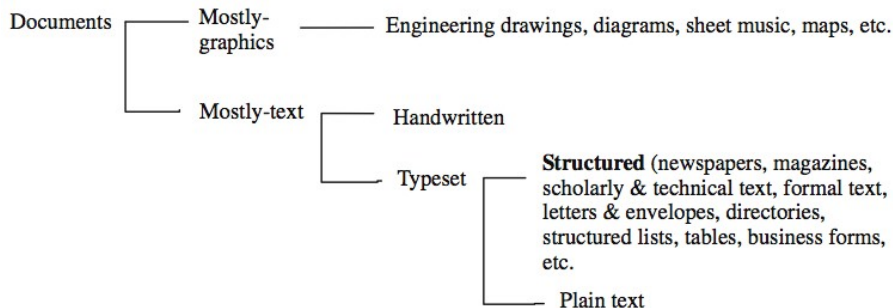 Documents
Mostly-
graphics
Engineering drawings, diagrams, sheet music, maps, etc.
Mostly-text
Handwritten
Typeset
Structured (newspapers, magazines,
scholarly & technical text, formal text,
letters & envelopes, directories,
structured lists, tables, business forms,
etc.
Plain text